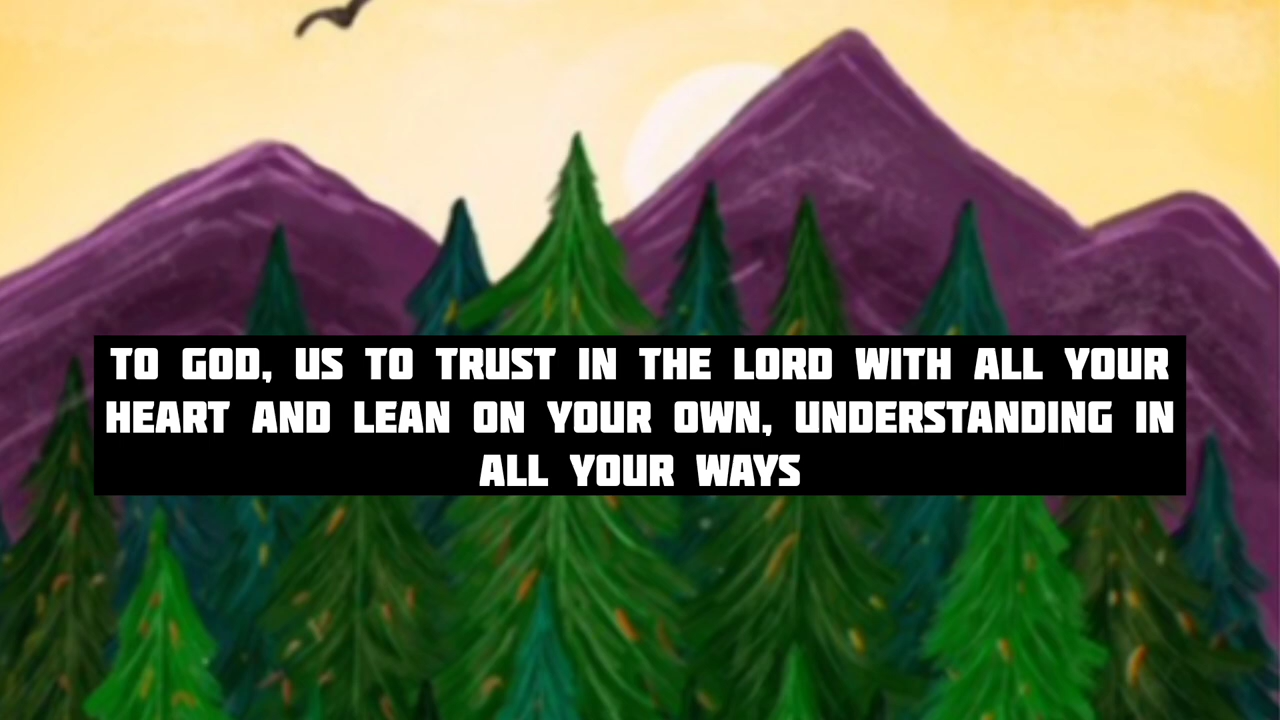 TO GOD, US TO TRUST IN THE LORD WITH ALL YOUR
HEART AND LEAN ON YOUR OWN, UNDERSTANDING IN
ALL YOUR WAYS